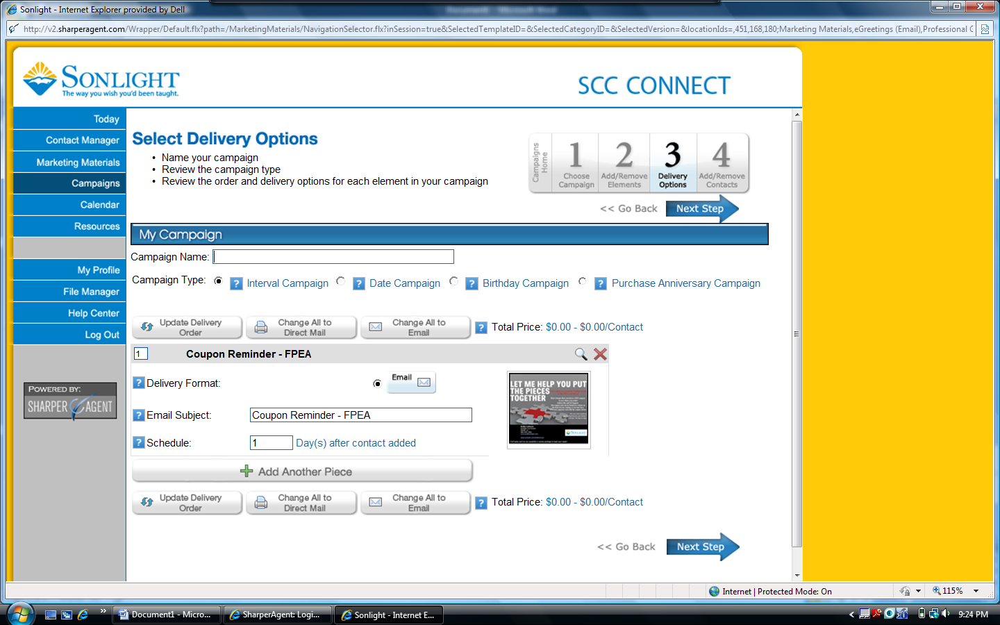 Sonlight - Internet Explorer provided by Dell
http://v2.sharperagent.com/Wrapper/Default.flx?path=/MarketingMaterials/NavigationSelector.flx?inSession=true&SelectedTemplateID=&SelectedCategoryID=&SelectedVersion=&locationIds=,451,168,180;Marketing Materials,eGreetings (Email),Professional C
SONLIGHT
The way you wish you'd been taught.
SCC CONNECT
Today
Contact Manager
Marketing Materials
Campaigns
Calendar
Resources
My Profile
File Manager
Help Center
Log Out
POWERED BY:
SHARPER AGENT
Select Delivery Options
• Name your campaign
• Review the campaign type
• Review the order and delivery options for each element in your campaign
Campaigns Home
1 Choose Campaign
2 Add/Remove Elements
3 Delivery Options
4 Add/Remove Contacts
<< Go Back Next Step
My Campaign
Campaign Name:
Campaign Type: ? Interval Campaign ? Date Campaign ? Birthday Campaign ? Purchase Anniversary Campaign
Update Delivery Order Change All to Direct Mail Change All to Email ? Total Price: $0.00 - $0.00/Contact
1 Coupon Reminder - FPEA
? Delivery Format: Email
LET ME HELP YOU PUT
THE PIECES
TOGETHER
? Email Subject: Coupon Reminder - FPEA
? Schedule: 1 Day(s) after contact added
Add Another Piece
Update Delivery Order Change All to Direct Mail Change All to Email ? Total Price: $0.00 - $0.00/Contact
<< Go Back Next Step
Internet | Protected Mode: On 115%
Document1 - Micro... SharperAgent: Logi... Sonlight - Internet E... 9:24 PM